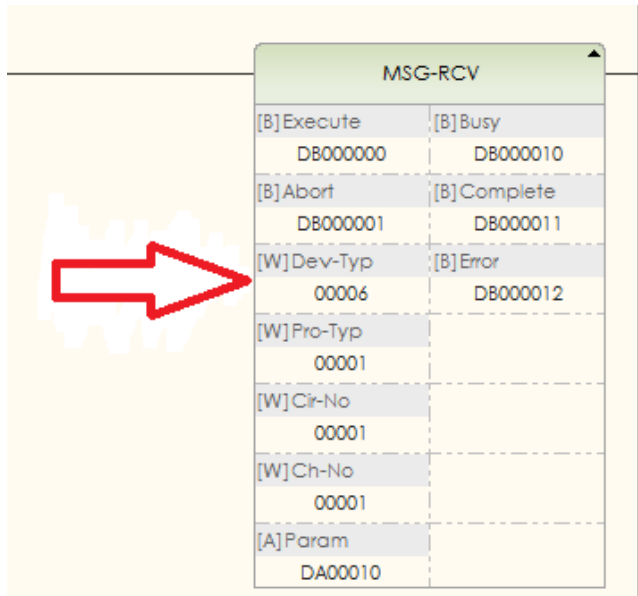 MSG-RCV
[B]Execute [B]Busy
DB000000 DB000010
[B]Abort [B]Complete
DB000001 DB000011
[W]Dev-Typ [B]Error
00006 DB000012
[W]Pro-Typ
00001
[W]Cir-No
00001
[W]Ch-No
00001
[A]Param
DA00010